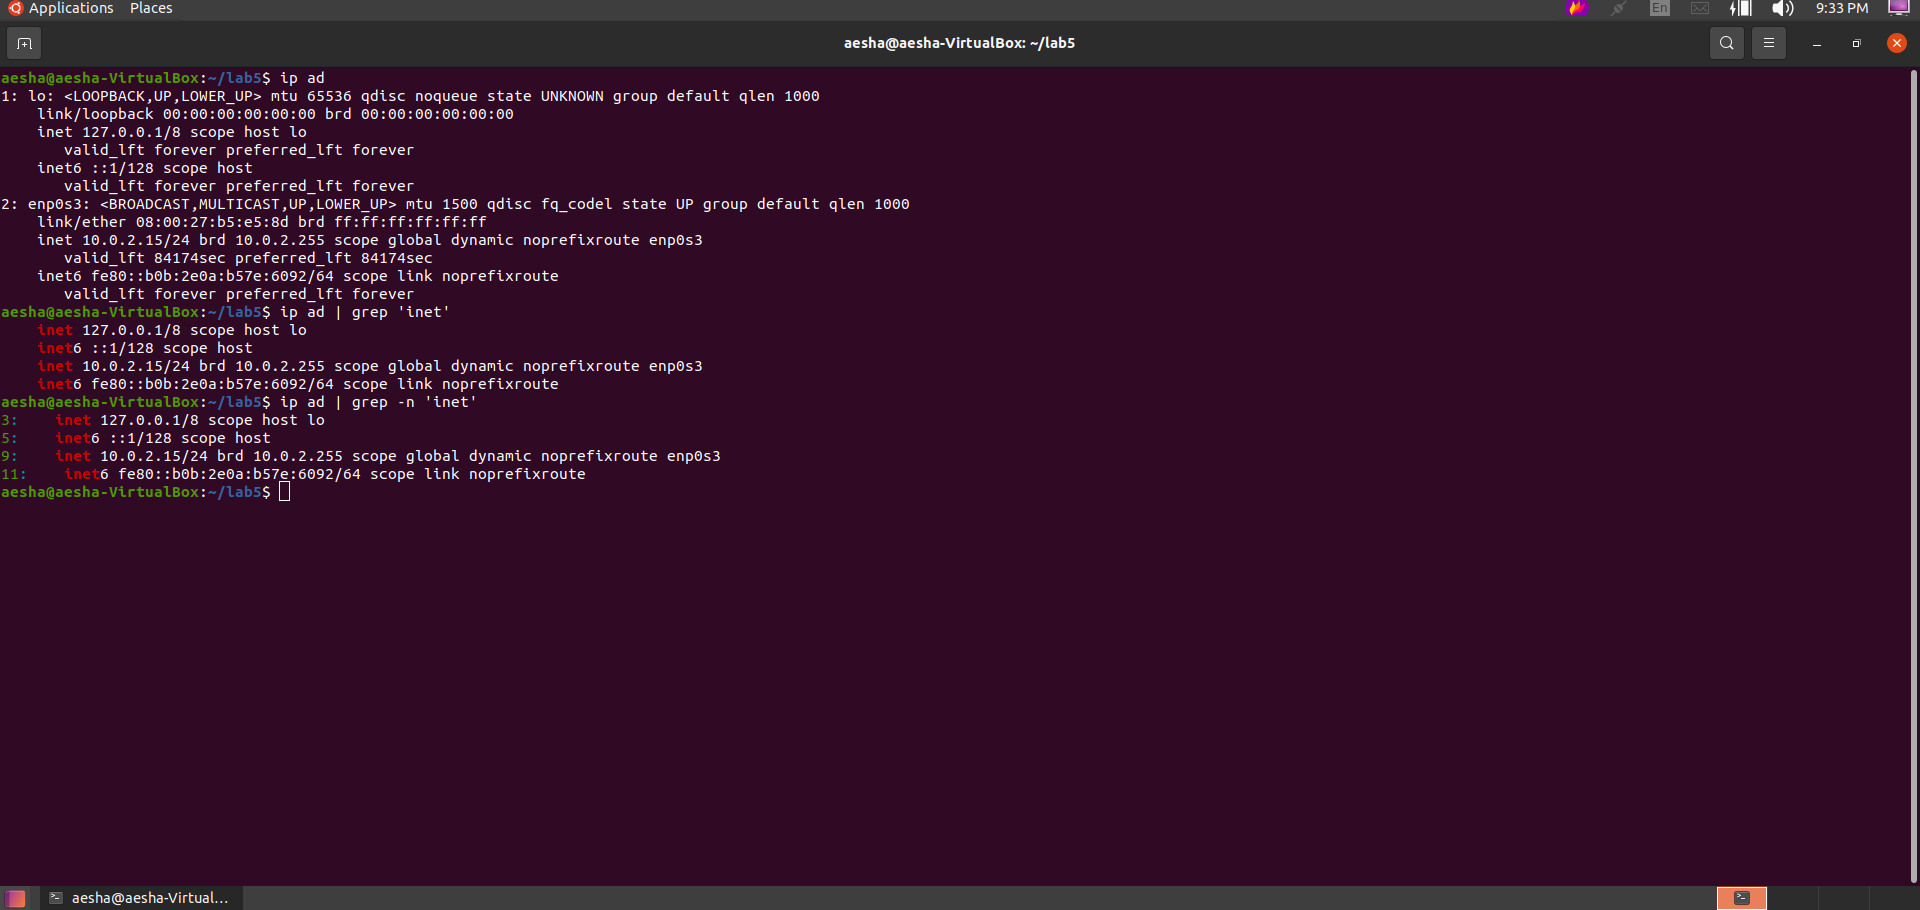 Applications Places En 9:33 PM
aesha@aesha-VirtualBox: ~/lab5
aesha@aesha-VirtualBox:~/lab5$ ip ad
1: lo: <LOOPBACK,UP,LOWER_UP> mtu 65536 qdisc noqueue state UNKNOWN group default qlen 1000
    link/loopback 00:00:00:00:00:00 brd 00:00:00:00:00:00
    inet 127.0.0.1/8 scope host lo
       valid_lft forever preferred_lft forever
    inet6 ::1/128 scope host
       valid_lft forever preferred_lft forever
2: enp0s3: <BROADCAST,MULTICAST,UP,LOWER_UP> mtu 1500 qdisc fq_codel state UP group default qlen 1000
    link/ether 08:00:27:b5:e5:8d brd ff:ff:ff:ff:ff:ff
    inet 10.0.2.15/24 brd 10.0.2.255 scope global dynamic noprefixroute enp0s3
       valid_lft 84174sec preferred_lft 84174sec
    inet6 fe80::b0b:2e0a:b57e:6092/64 scope link noprefixroute
       valid_lft forever preferred_lft forever
aesha@aesha-VirtualBox:~/lab5$ ip ad | grep 'inet'
    inet 127.0.0.1/8 scope host lo
    inet6 ::1/128 scope host
    inet 10.0.2.15/24 brd 10.0.2.255 scope global dynamic noprefixroute enp0s3
    inet6 fe80::b0b:2e0a:b57e:6092/64 scope link noprefixroute
aesha@aesha-VirtualBox:~/lab5$ ip ad | grep -n 'inet'
3:    inet 127.0.0.1/8 scope host lo
5:    inet6 ::1/128 scope host
9:    inet 10.0.2.15/24 brd 10.0.2.255 scope global dynamic noprefixroute enp0s3
11:    inet6 fe80::b0b:2e0a:b57e:6092/64 scope link noprefixroute
aesha@aesha-VirtualBox:~/lab5$
aesha@aesha-Virtual...